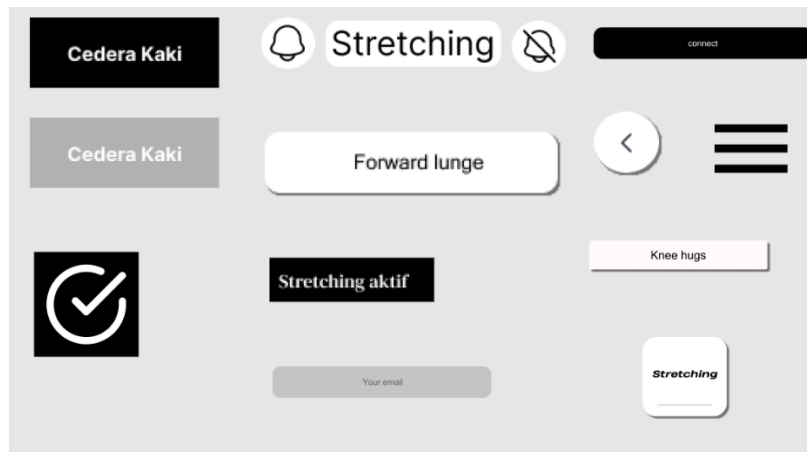 Cedera Kaki
Stretching
connect
Cedera Kaki
Forward lunge
Knee hugs
Stretching aktif
Your email
Stretching